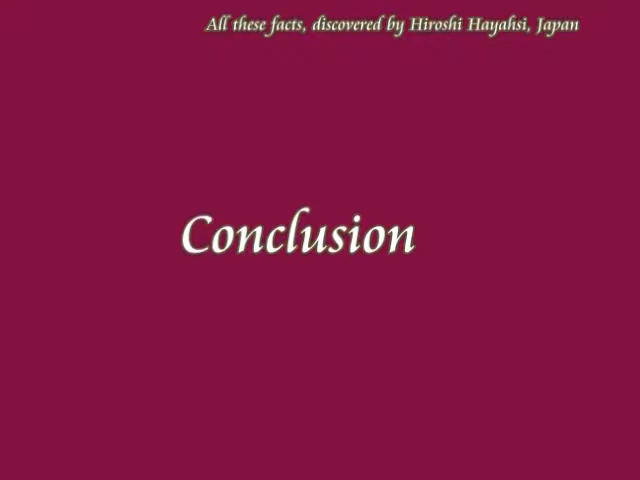 All these facts, discovered by Hiroshi Hayahsi, Japan
Conclusion